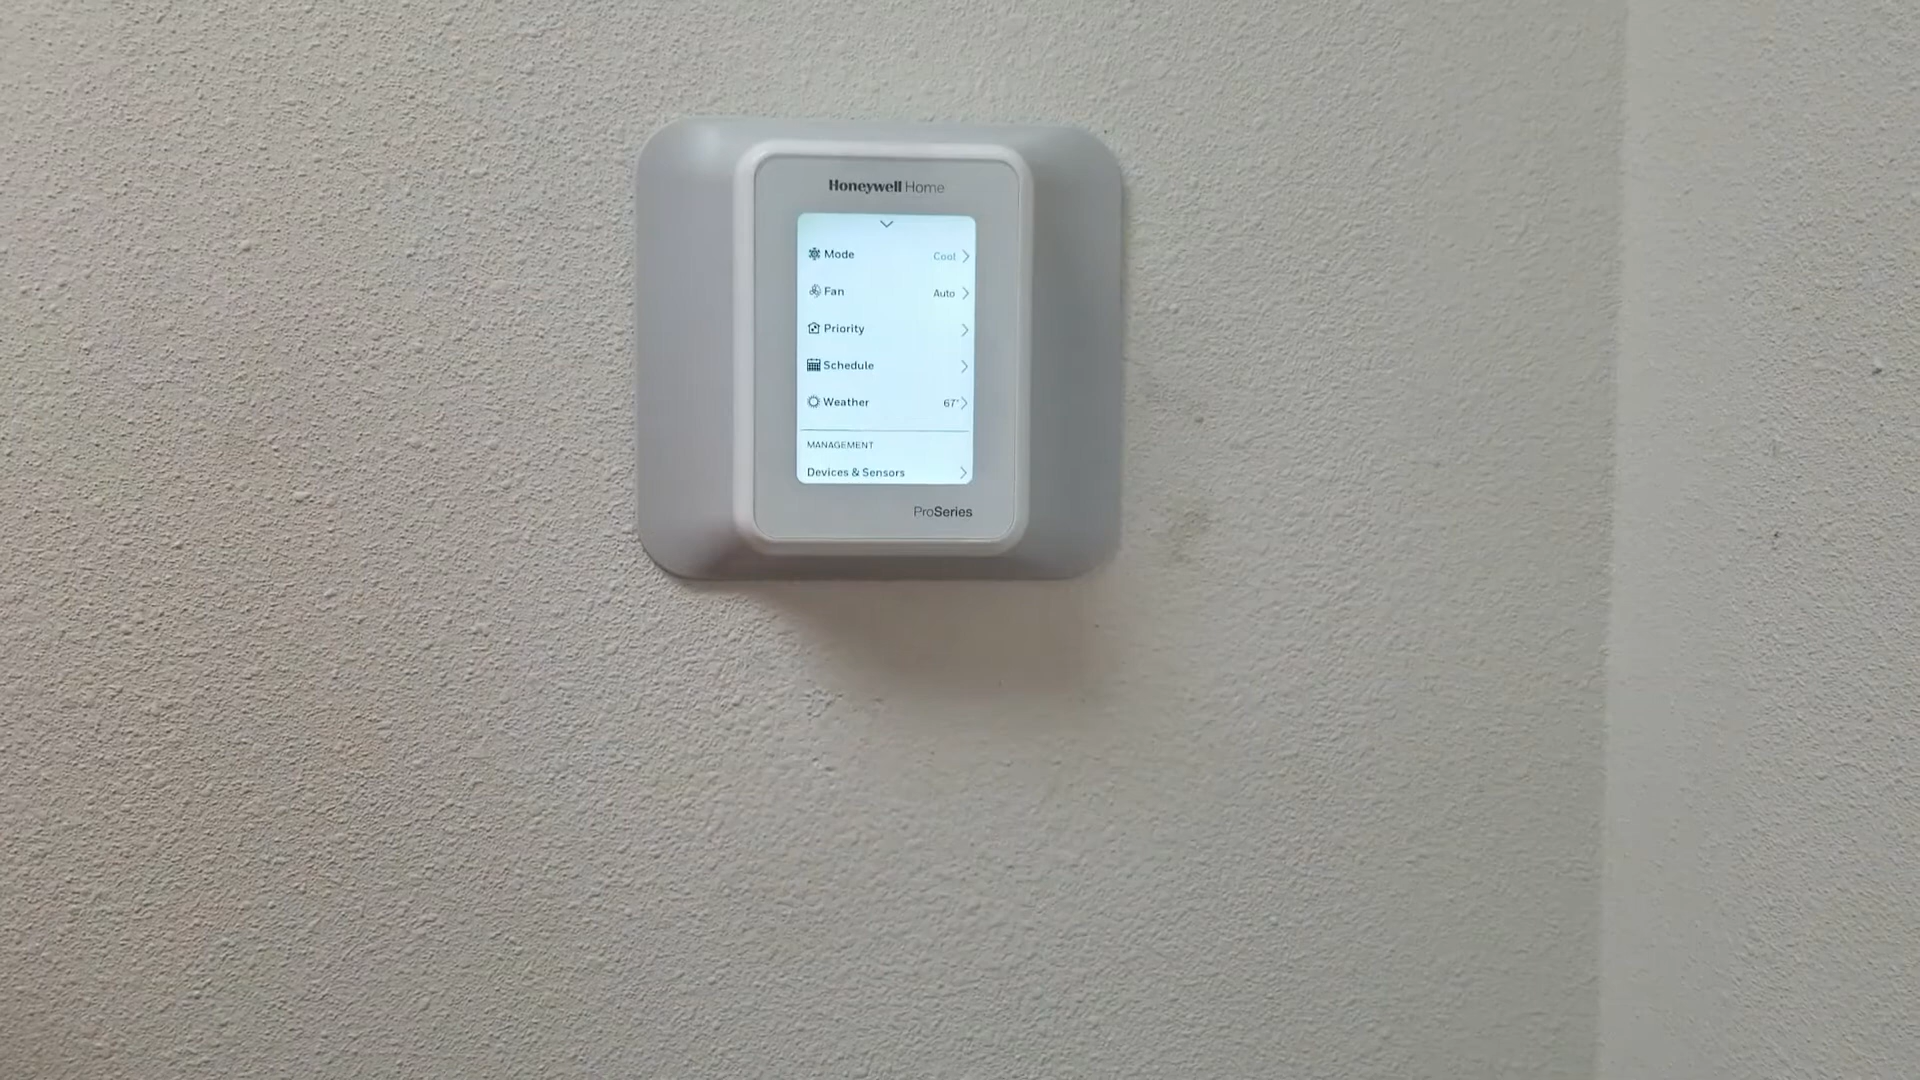 Honeywell Home
Mode Cool
Fan Auto
Priority
Schedule
Weather 67°
MANAGEMENT
Devices & Sensors
ProSeries